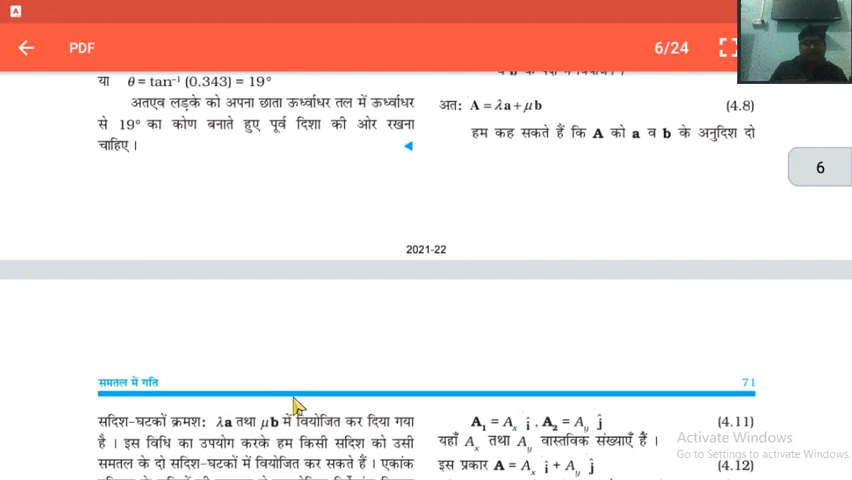 A
PDF
6/24
या θ = tan⁻¹ (0.343) = 19°
अतएव लड़के को अपना छाता ऊर्ध्वाधर तल में ऊर्ध्वाधर
से 19° का कोण बनाते हुए पूर्व दिशा की ओर रखना
चाहिए ।
अत: A = λa + μb (4.8)
हम कह सकते हैं कि A को a व b के अनुदिश दो
6
2021-22
समतल में गति 71
सदिश-घटकों क्रमश: λa तथा μb में वियोजित कर दिया गया
है । इस विधि का उपयोग करके हम किसी सदिश को उसी
समतल के दो सदिश-घटकों में वियोजित कर सकते हैं । एकांक
A₁ = Aₓ î , A₂ = A_y ĵ (4.11)
यहाँ Aₓ तथा A_y वास्तविक संख्याएँ हैं ।
इस प्रकार A = Aₓ î + A_y ĵ (4.12)
Activate Windows
Go to Settings to activate Windows.